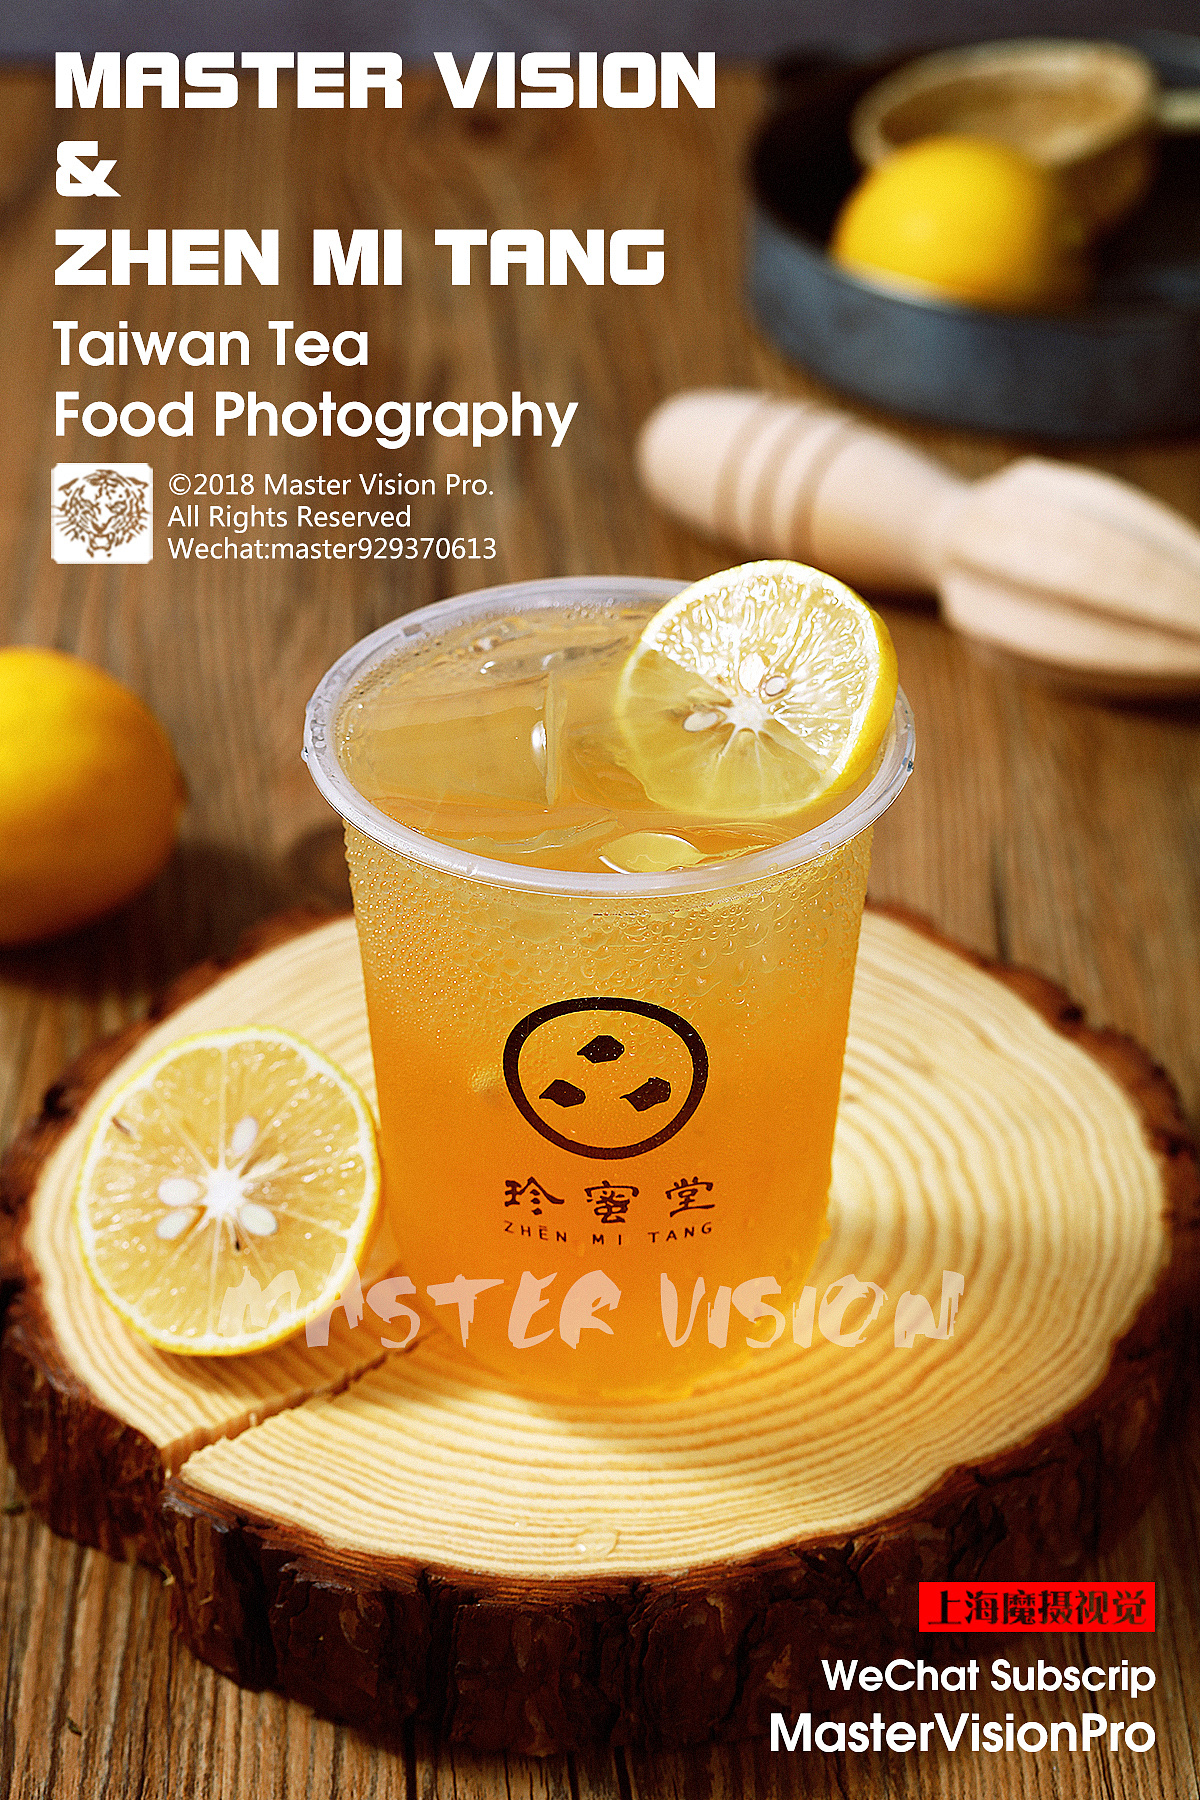 MASTER VISION
&
ZHEN MI TANG
Taiwan Tea
Food Photography
©2018 Master Vision Pro.
All Rights Reserved
Wechat:master929370613
珍蜜堂
ZHĒN MI TANG
MASTER VISION
上海魔摄视觉
WeChat Subscrip
MasterVisionPro